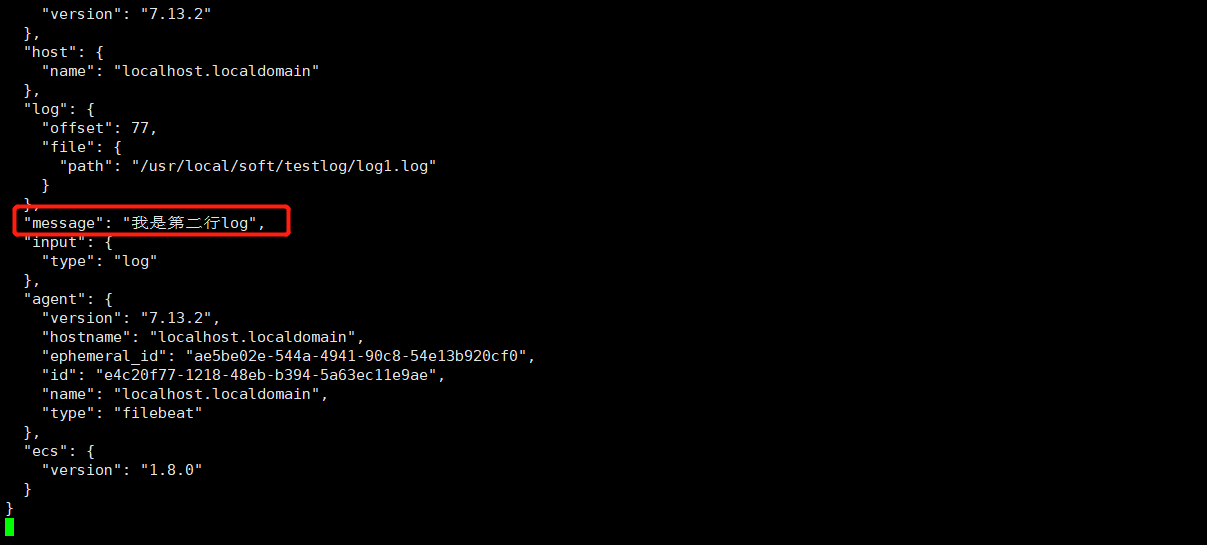 "version": "7.13.2"
  },
  "host": {
    "name": "localhost.localdomain"
  },
  "log": {
    "offset": 77,
    "file": {
      "path": "/usr/local/soft/testlog/log1.log"
    }
  },
  "message": "我是第二行log",
  "input": {
    "type": "log"
  },
  "agent": {
    "version": "7.13.2",
    "hostname": "localhost.localdomain",
    "ephemeral_id": "ae5be02e-544a-4941-90c8-54e13b920cf0",
    "id": "e4c20f77-1218-48eb-b394-5a63ec11e9ae",
    "name": "localhost.localdomain",
    "type": "filebeat"
  },
  "ecs": {
    "version": "1.8.0"
  }
}